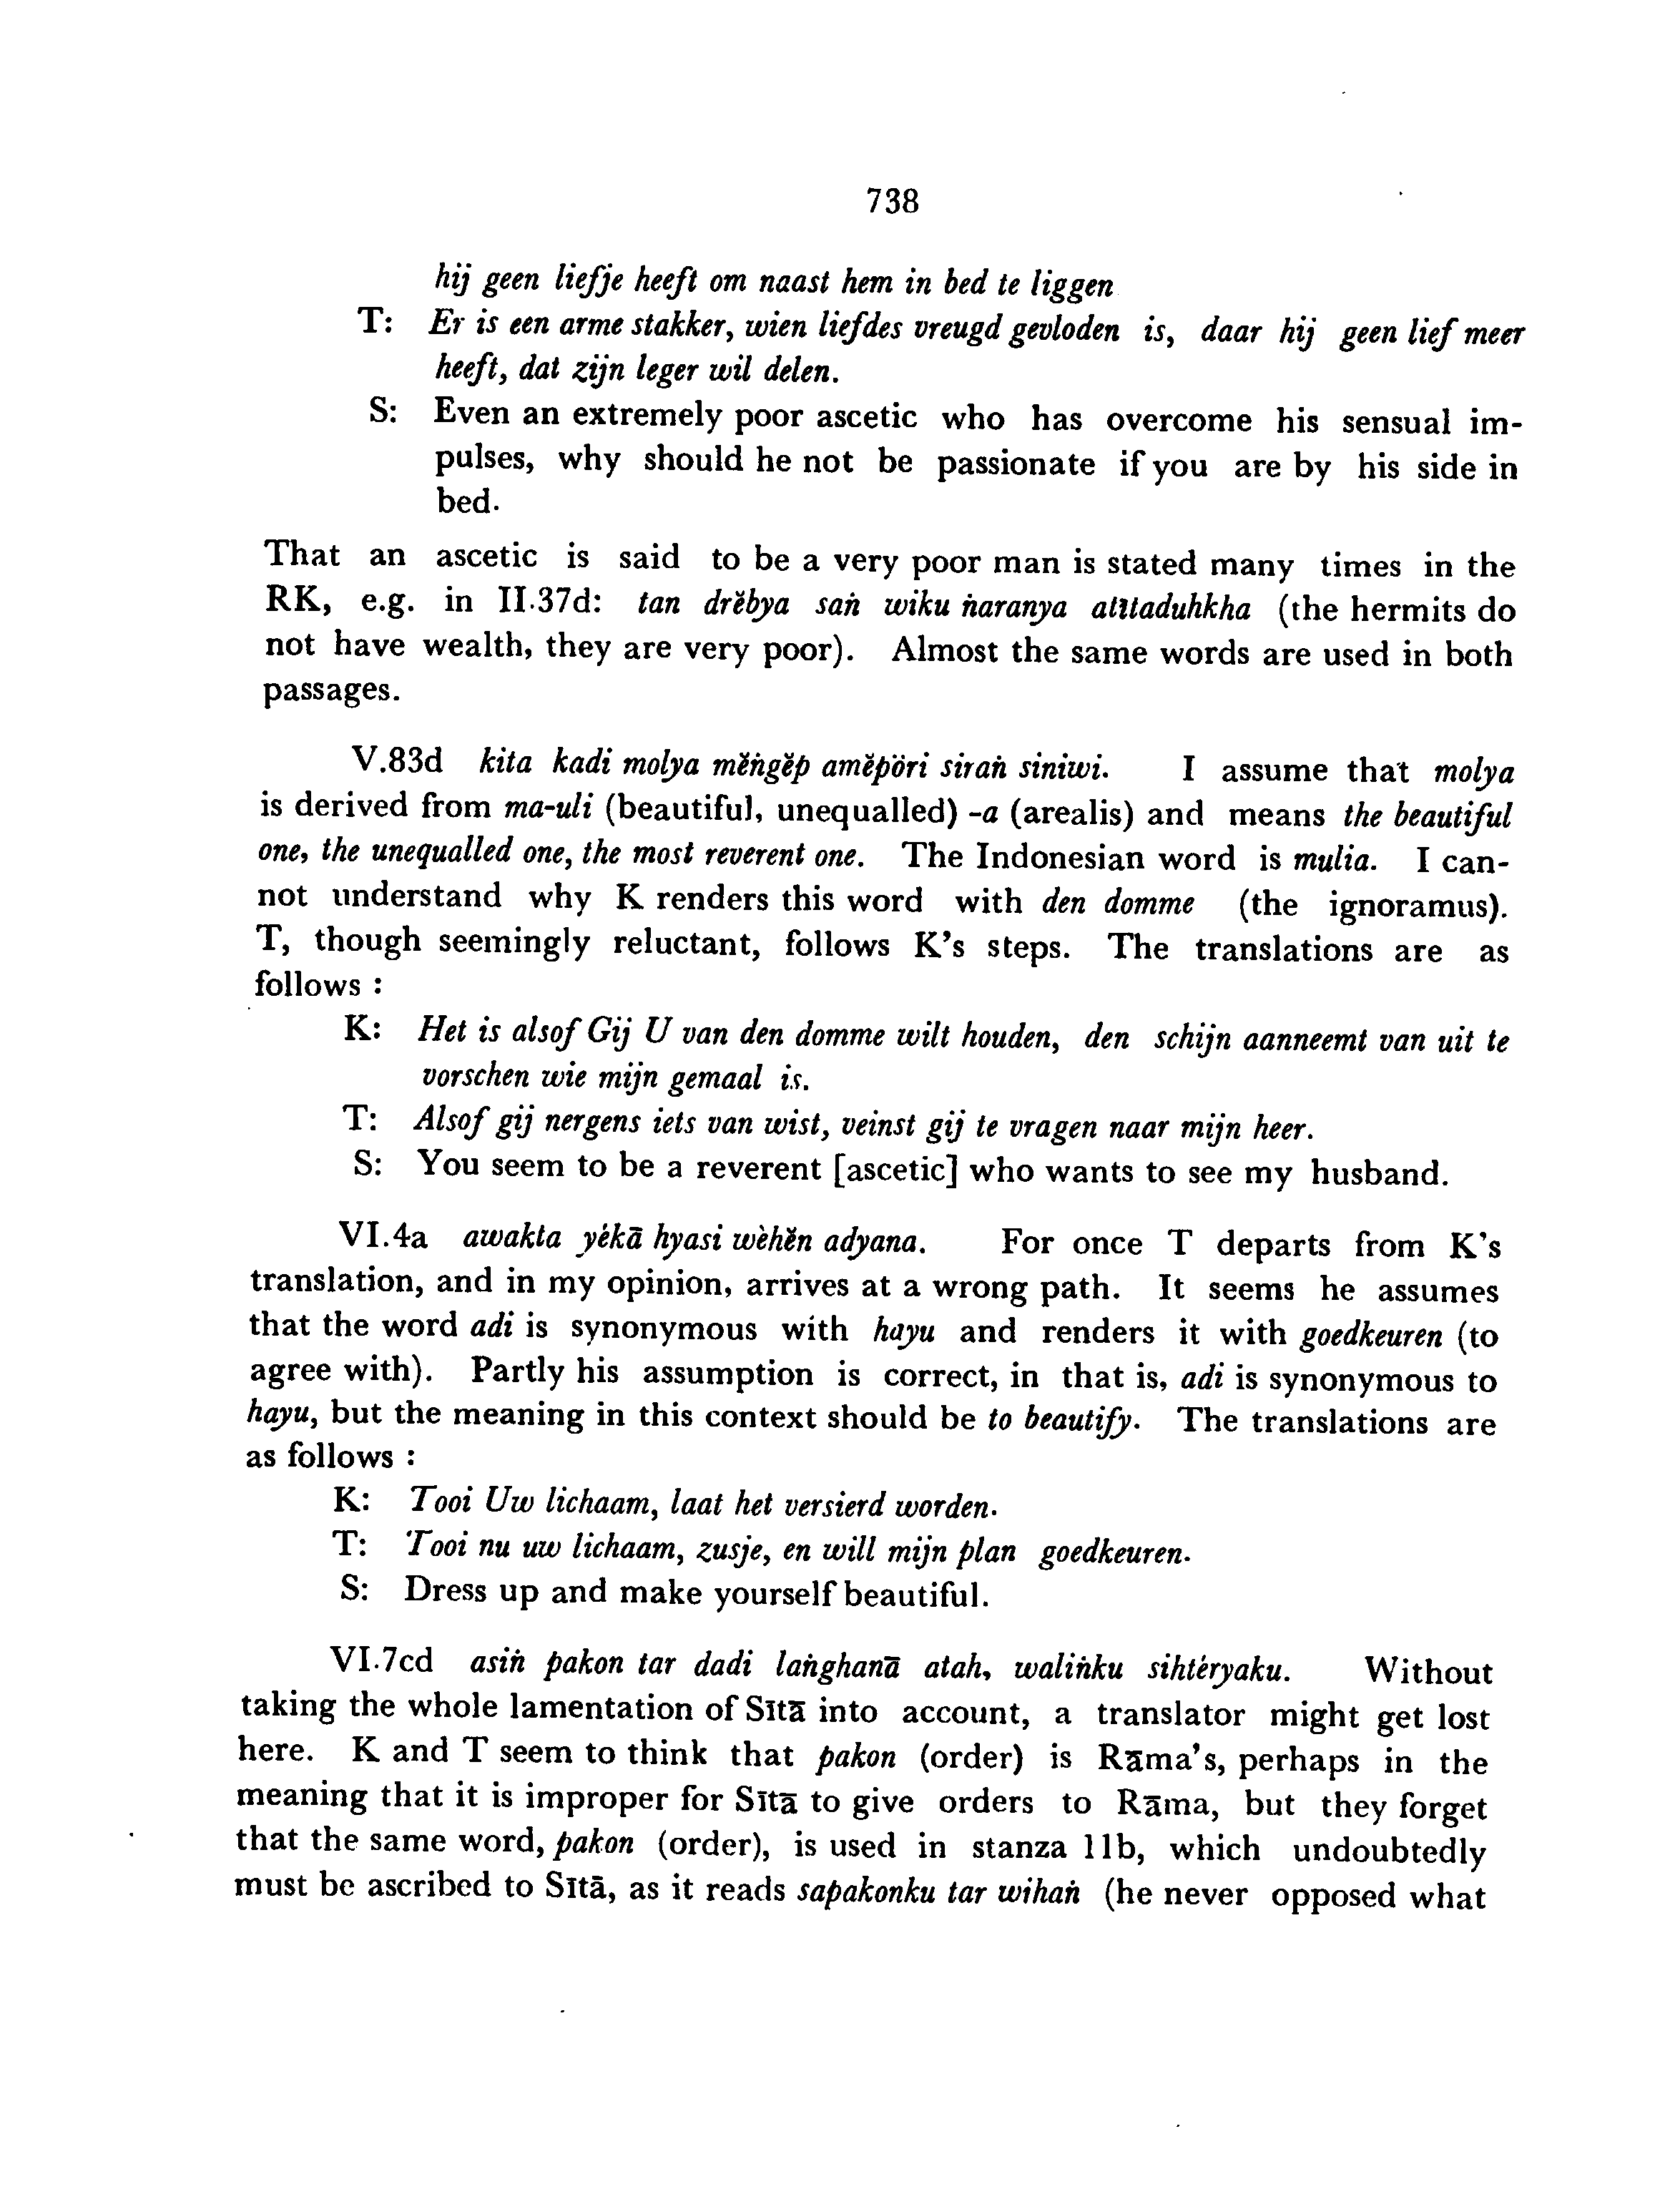 738
hij geen liefje heeft om naast hem in bed te liggen
T: Er is een arme stakker, wien liefdes vreugd gevloden is, daar hij geen lief meer
heeft, dat zijn leger wil delen.
S: Even an extremely poor ascetic who has overcome his sensual im-
pulses, why should he not be passionate if you are by his side in
bed.
That an ascetic is said to be a very poor man is stated many times in the
RK, e.g. in II.37d: tan drĕbya saṅ wiku ṅaranya atītaduhkha (the hermits do
not have wealth, they are very poor). Almost the same words are used in both
passages.
V.83d kita kadi molya mĕṅgĕp amĕpöri siraṅ siniwi. I assume that molya
is derived from ma-uli (beautiful, unequalled) -a (arealis) and means the beautiful
one, the unequalled one, the most reverent one. The Indonesian word is mulia. I can-
not understand why K renders this word with den domme (the ignoramus).
T, though seemingly reluctant, follows K's steps. The translations are as
follows :
K: Het is alsof Gij U van den domme wilt houden, den schijn aanneemt van uit te
vorschen wie mijn gemaal is.
T: Alsof gij nergens iets van wist, veinst gij te vragen naar mijn heer.
S: You seem to be a reverent [ascetic] who wants to see my husband.
VI.4a awakta yékā hyasi wèhĕn adyana. For once T departs from K's
translation, and in my opinion, arrives at a wrong path. It seems he assumes
that the word adi is synonymous with hayu and renders it with goedkeuren (to
agree with). Partly his assumption is correct, in that is, adi is synonymous to
hayu, but the meaning in this context should be to beautify. The translations are
as follows :
K: Tooi Uw lichaam, laat het versierd worden.
T: Tooi nu uw lichaam, zusje, en will mijn plan goedkeuren.
S: Dress up and make yourself beautiful.
VI.7cd asiṅ pakon tar dadi laṅghanā atah, waliṅku sihtéryaku. Without
taking the whole lamentation of Sītā into account, a translator might get lost
here. K and T seem to think that pakon (order) is Rāma's, perhaps in the
meaning that it is improper for Sītā to give orders to Rāma, but they forget
that the same word, pakon (order), is used in stanza 11b, which undoubtedly
must be ascribed to Sītā, as it reads sapakonku tar wihaṅ (he never opposed what